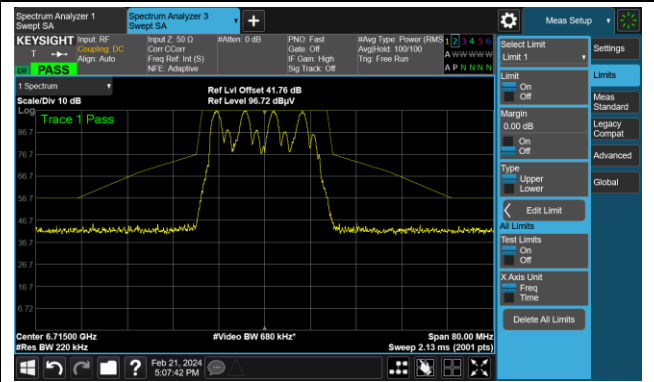 Spectrum Analyzer 1
Swept SA
Spectrum Analyzer 3
Swept SA
Meas Setup
KEYSIGHT
Input: RF
Coupling: DC
Align: Auto
Input Z: 50 Ω
Corr CCorr
Freq Ref: Int (S)
NFE: Adaptive
#Atten: 0 dB
PNO: Fast
Gate: Off
IF Gain: High
Sig Track: Off
#Avg Type: Power (RMS
Avg|Hold: 100/100
Trig: Free Run
1 2 3 4 5 6
A W W W W W
A P N N N N
T
PASS
1 Spectrum
Scale/Div 10 dB
Ref Lvl Offset 41.76 dB
Ref Level 96.72 dBµV
Log
Trace 1 Pass
86.7
76.7
66.7
56.7
46.7
36.7
26.7
16.7
6.72
Center 6.71500 GHz
#Res BW 220 kHz
#Video BW 680 kHz*
Span 80.00 MHz
Sweep 2.13 ms (2001 pts)
Feb 21, 2024
5:07:42 PM
Select Limit
Limit 1
Limit
On
Off
Margin
0.00 dB
On
Off
Type
Upper
Lower
Edit Limit
All Limits
Test Limits
On
Off
X Axis Unit
Freq
Time
Delete All Limits
Settings
Limits
Meas
Standard
Legacy
Compat
Advanced
Global